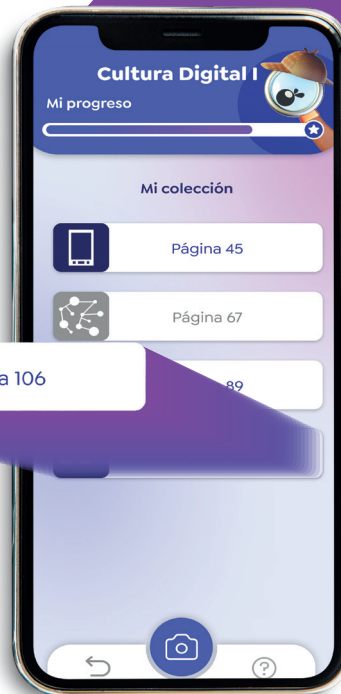 Cultura Digital I
Mi progreso
Mi colección
Página 45
Página 67
89
a 106